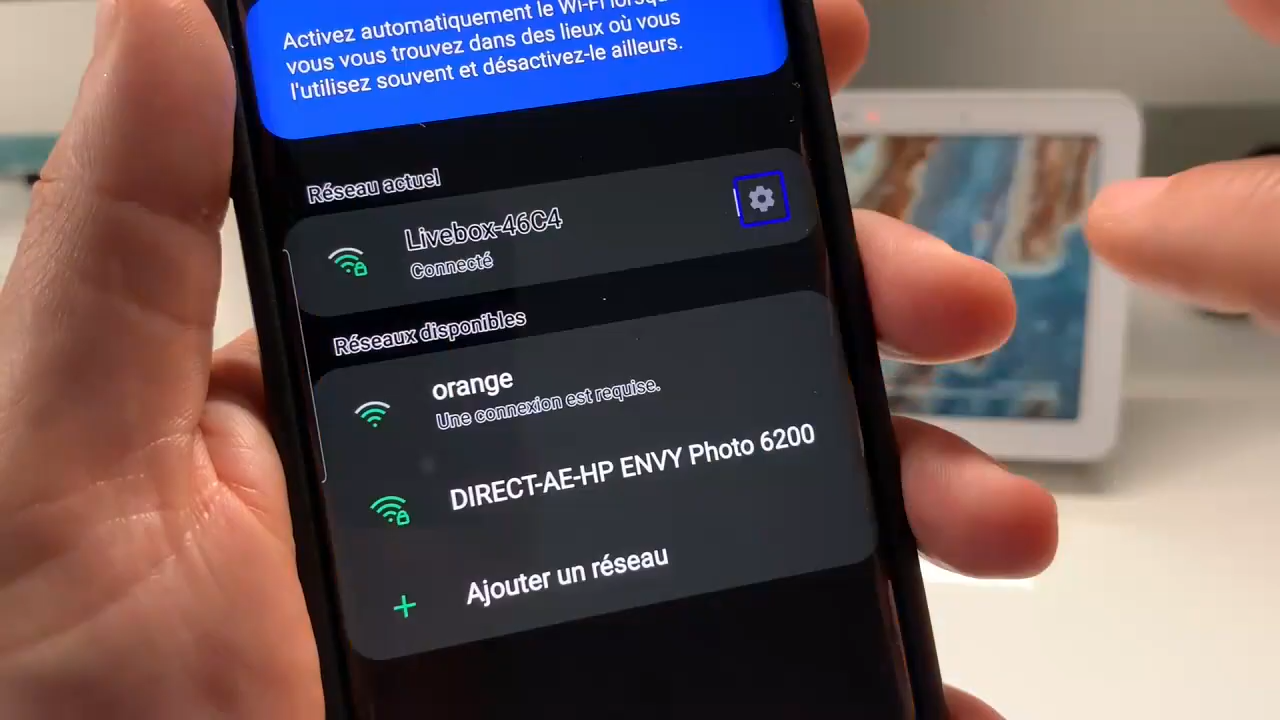 Activez automatiquement le Wi-Fi
vous vous trouvez dans des lieux où vous
l'utilisez souvent et désactivez-le ailleurs.
Réseau actuel
Livebox-46C4
Connecté
Réseaux disponibles
orange
Une connexion est requise.
DIRECT-AE-HP ENVY Photo 6200
Ajouter un réseau